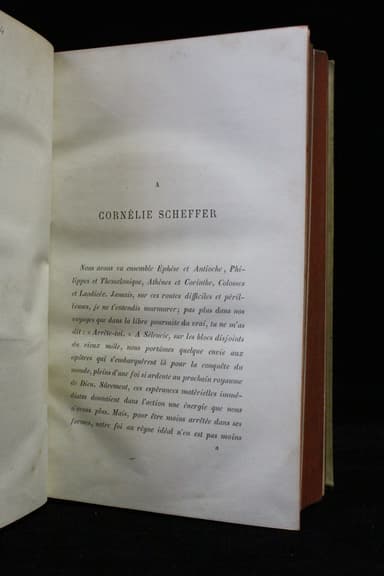 4
A
CORNÉLIE SCHEFFER
Nous avons vu ensemble Éphèse et Antioche, Phi-
lippes et Thessalonique, Athènes et Corinthe, Colosses
et Laodicée. Jamais, sur ces routes difficiles et péril-
leuses, je ne t'entendis murmurer; pas plus dans nos
voyages que dans la libre poursuite du vrai, tu ne m'as
dit : « Arrête-toi. » A Séleucie, sur les blocs disjoints
du vieux môle, nous portâmes quelque envie aux
apôtres qui s'embarquèrent là pour la conquête du
monde, pleins d'une foi si ardente au prochain royaume
de Dieu. Sûrement, ces espérances matérielles immé-
diates donnaient dans l'action une énergie que nous
n'avons plus. Mais, pour être moins arrêtée dans ses
formes, notre foi au règne idéal n'en est pas moins
a